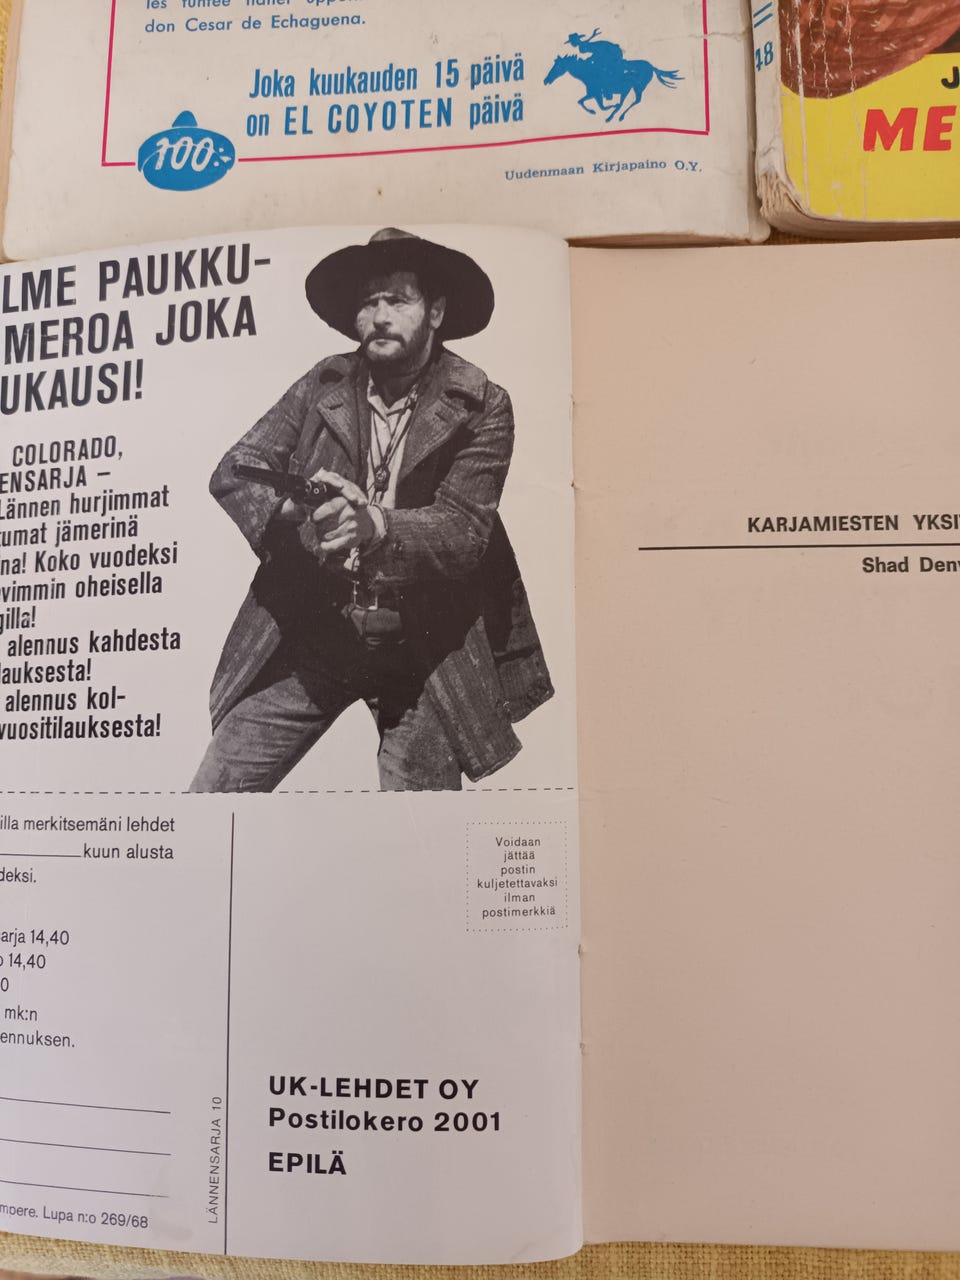 don Cesar de Echaguena.
Joka kuukauden 15 päivä
on EL COYOTEN päivä
100:-
Uudenmaan Kirjapaino O.Y.
48
J
ME
LME PAUKKU-
MEROA JOKA
UKAUSI!
COLORADO,
ENSARJA –
Lännen hurjimmat
tumat jämerinä
na! Koko vuodeksi
vimmin oheisella
gilla!
alennus kahdesta
lauksesta!
alennus kol-
vuositilauksesta!
illa merkitsemäni lehdet
kuun alusta
deksi.
arja 14,40
o 14,40
0
mk:n
ennuksen.
mpere. Lupa n:o 269/68
LÄNNENSARJA 10
Voidaan
jättää
postin
kuljetettavaksi
ilman
postimerkkiä
UK-LEHDET OY
Postilokero 2001
EPILÄ
KARJAMIESTEN YKSI
Shad Denv